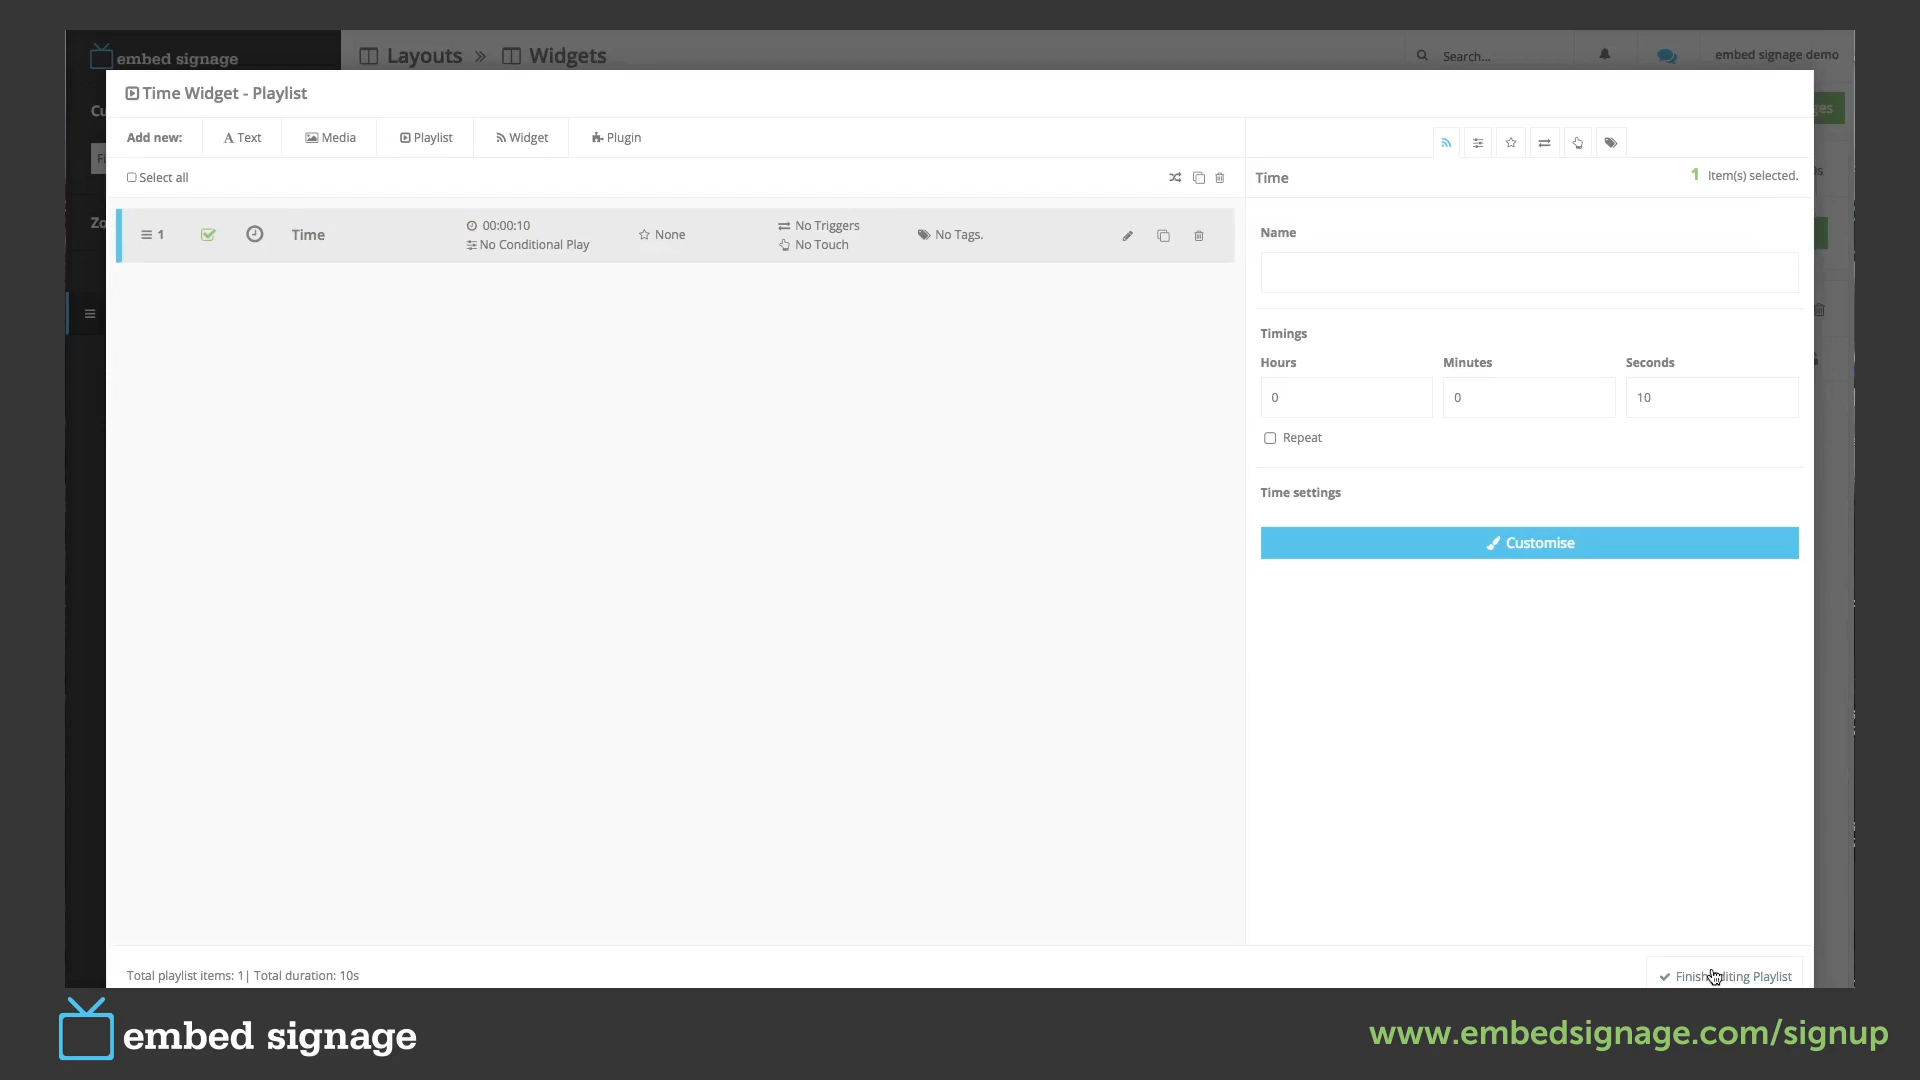 embed signage
Layouts » Widgets
Search...
embed signage demo
Time Widget - Playlist
Add new:
Text
Media
Playlist
Widget
Plugin
Select all
Time
1 Item(s) selected.
1
Time
00:00:10
No Conditional Play
None
No Triggers
No Touch
No Tags.
Name
Timings
Hours
Minutes
Seconds
0
0
10
Repeat
Time settings
Customise
Total playlist items: 1| Total duration: 10s
Finish Editing Playlist
embed signage
www.embedsignage.com/signup